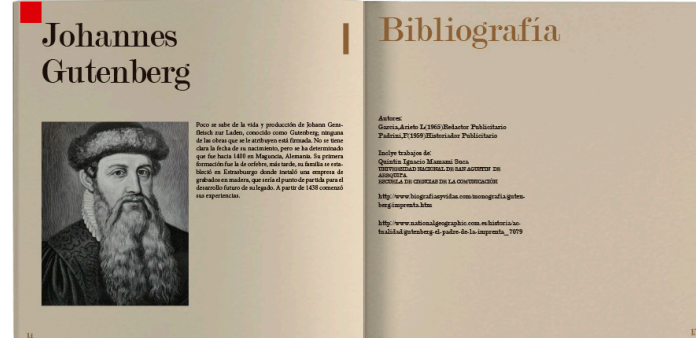 Johannes
Gutenberg
Poco se sabe de la vida y producción de Johann Gens-
fleisch zur Laden, conocido como Gutenberg, ninguna
de las obras que se le atribuyen está firmada. No se tiene
clara la fecha de su nacimiento, pero se ha determinado
que fue hacia 1400 en Maguncia, Alemania. Su primera
formación fue la de orfebre, más tarde, su familia se esta-
bleció en Estrasburgo donde instaló una empresa de
grabados en madera, que sería el punto de partida para el
desarrollo futuro de su legado. A partir de 1438 comenzó
sus experiencias.
Bibliografía
Autores:
Garcia,Arieto L(1965)Redactor Publicitario
Padrini,F(1959)Historiador Publicitario
Incluye trabajos de:
Quintin Ignacio Mamani Suca
UNIVERSIDAD NACIONAL DE SAN AGUSTIN DE
AREQUIPA
ESCUELA DE CIENCIAS DE LA COMUNICACIÓN
http://www.biografiasyvidas.com/monografia/guten-
berg/imprenta.htm
http://www.nationalgeographic.com.es/historia/ac-
tualidad/gutenberg-el-padre-de-la-imprenta_7079